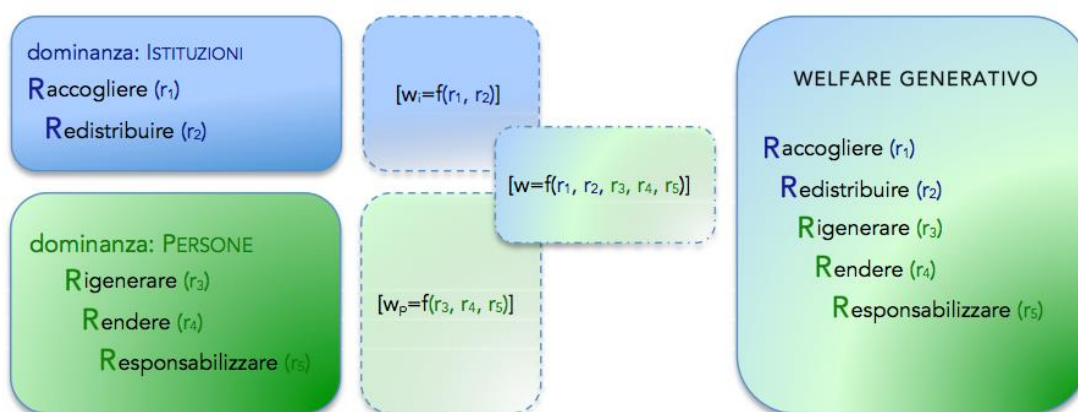 dominanza: ISTITUZIONI
Raccogliere (r₁)
Redistribuire (r₂)
dominanza: PERSONE
Rigenerare (r₃)
Rendere (r₄)
Responsabilizzare (r₅)
[wᵢ=f(r₁, r₂)]
[w=f(r₁, r₂, r₃, r₄, r₅)]
[wₚ=f(r₃, r₄, r₅)]
WELFARE GENERATIVO
Raccogliere (r₁)
Redistribuire (r₂)
Rigenerare (r₃)
Rendere (r₄)
Responsabilizzare (r₅)